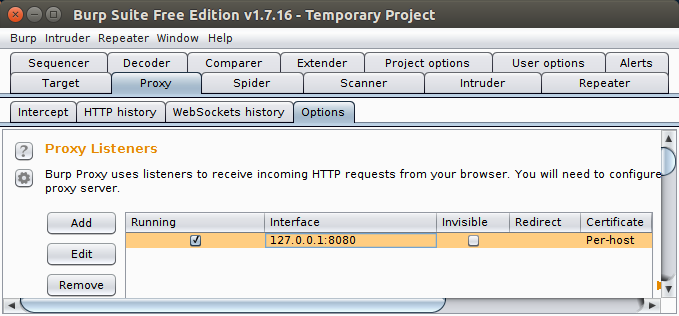 Burp Suite Free Edition v1.7.16 - Temporary Project
Burp Intruder Repeater Window Help
Sequencer Decoder Comparer Extender Project options User options Alerts
Target Proxy Spider Scanner Intruder Repeater
Intercept HTTP history WebSockets history Options
? Proxy Listeners
Burp Proxy uses listeners to receive incoming HTTP requests from your browser. You will need to configure
proxy server.
Add Running Interface Invisible Redirect Certificate
127.0.0.1:8080 Per-host
Edit
Remove